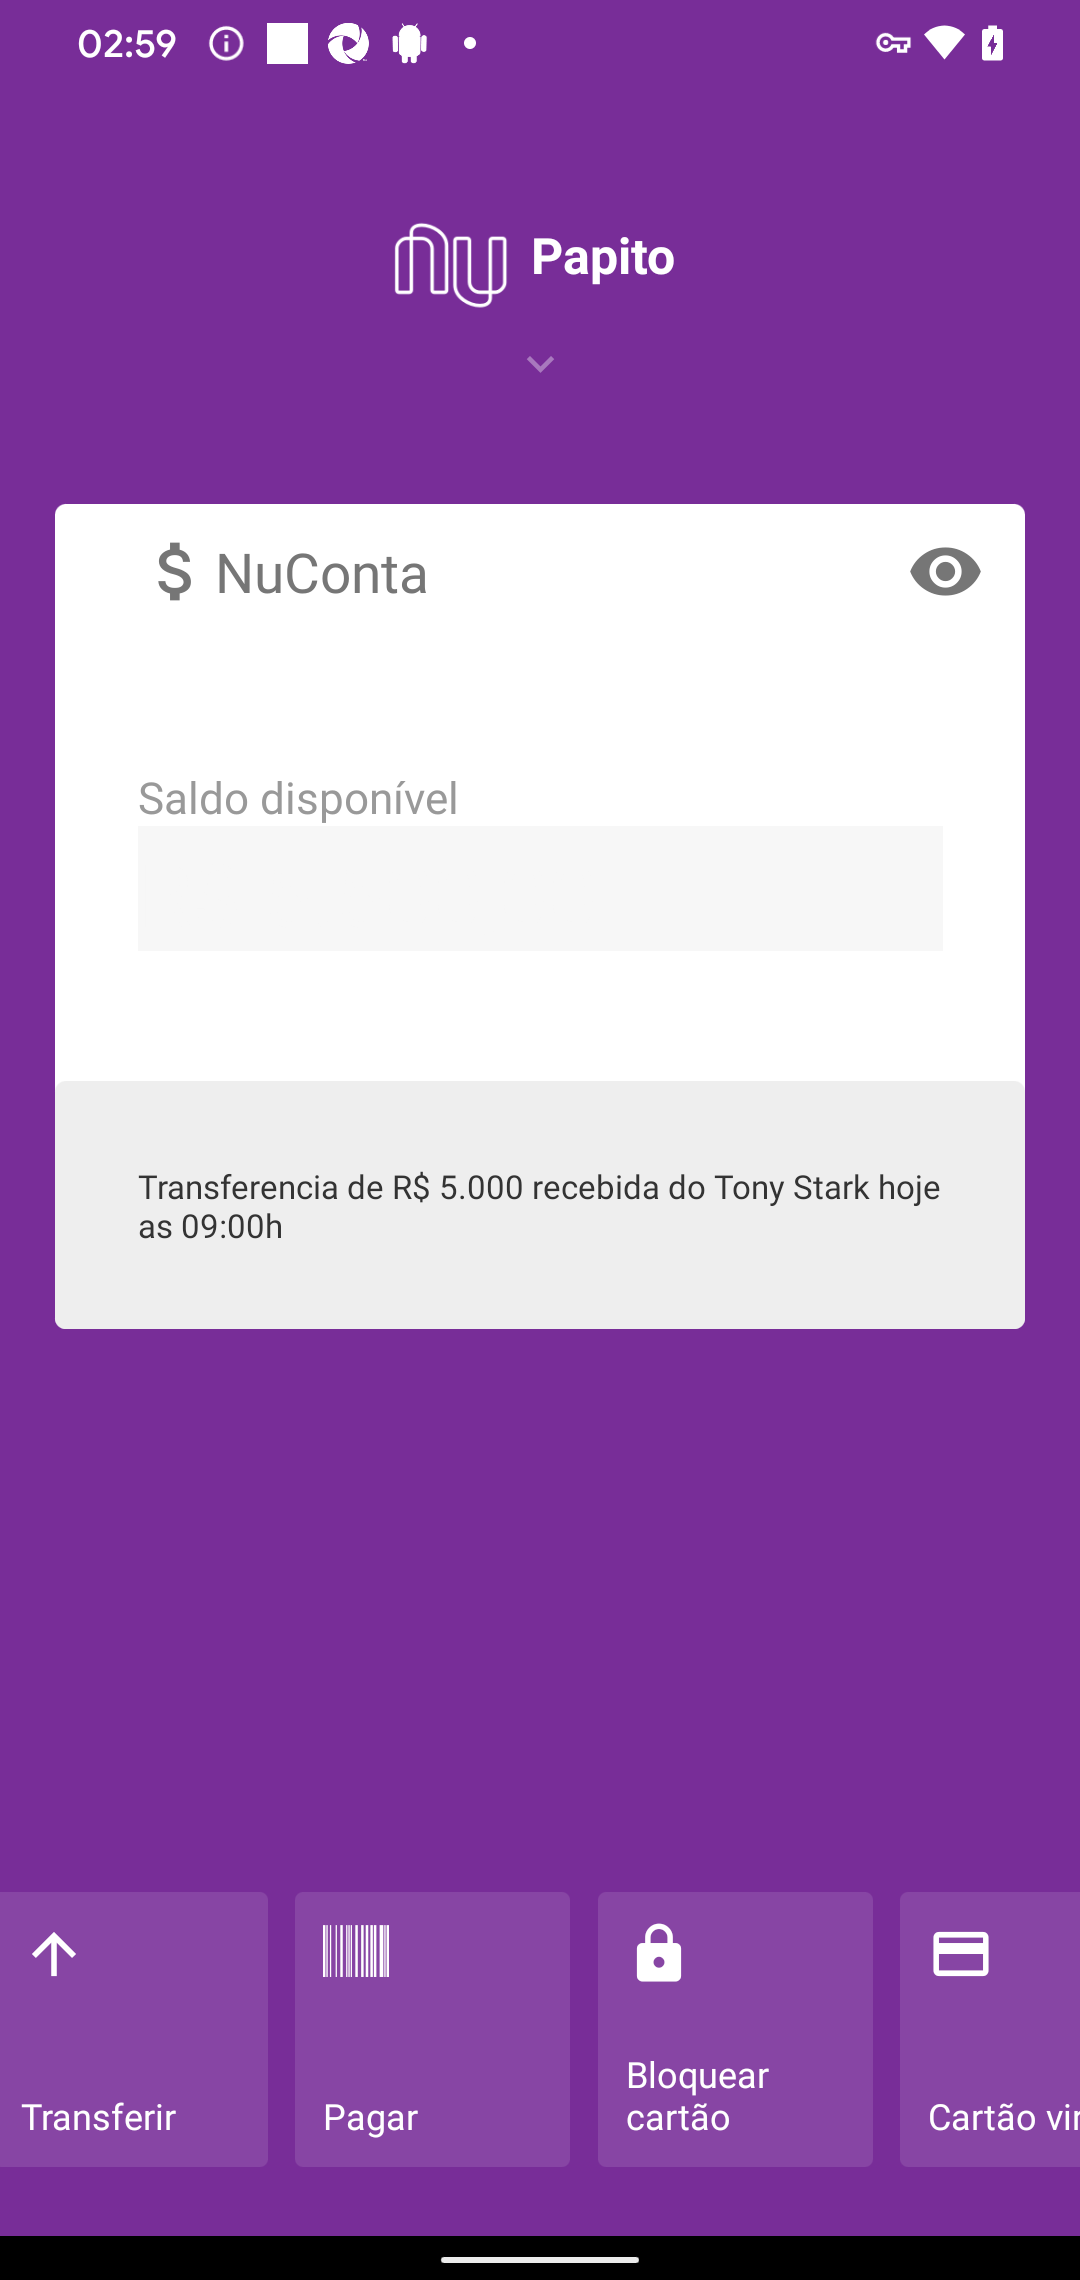 02:59
nu Papito
$ NuConta
Saldo disponível
Transferencia de R$ 5.000 recebida do Tony Stark hoje
as 09:00h
Transferir
Pagar
Bloquear
cartão
Cartão vir